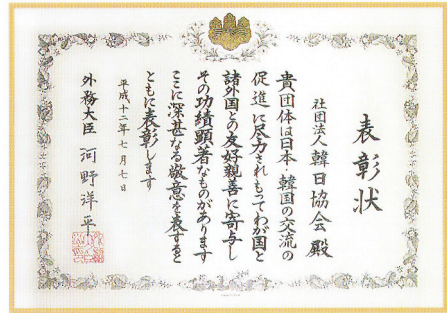 表彰状
社団法人 韓日協会 殿
貴団体は日本・韓国の交流の
促進に尽力されもってわが国と
諸外国との友好親善に寄与し
その功績顕著なものがあります
ここに深甚なる敬意を表すると
ともに表彰します
平成十二年七月七日
外務大臣 河野洋平